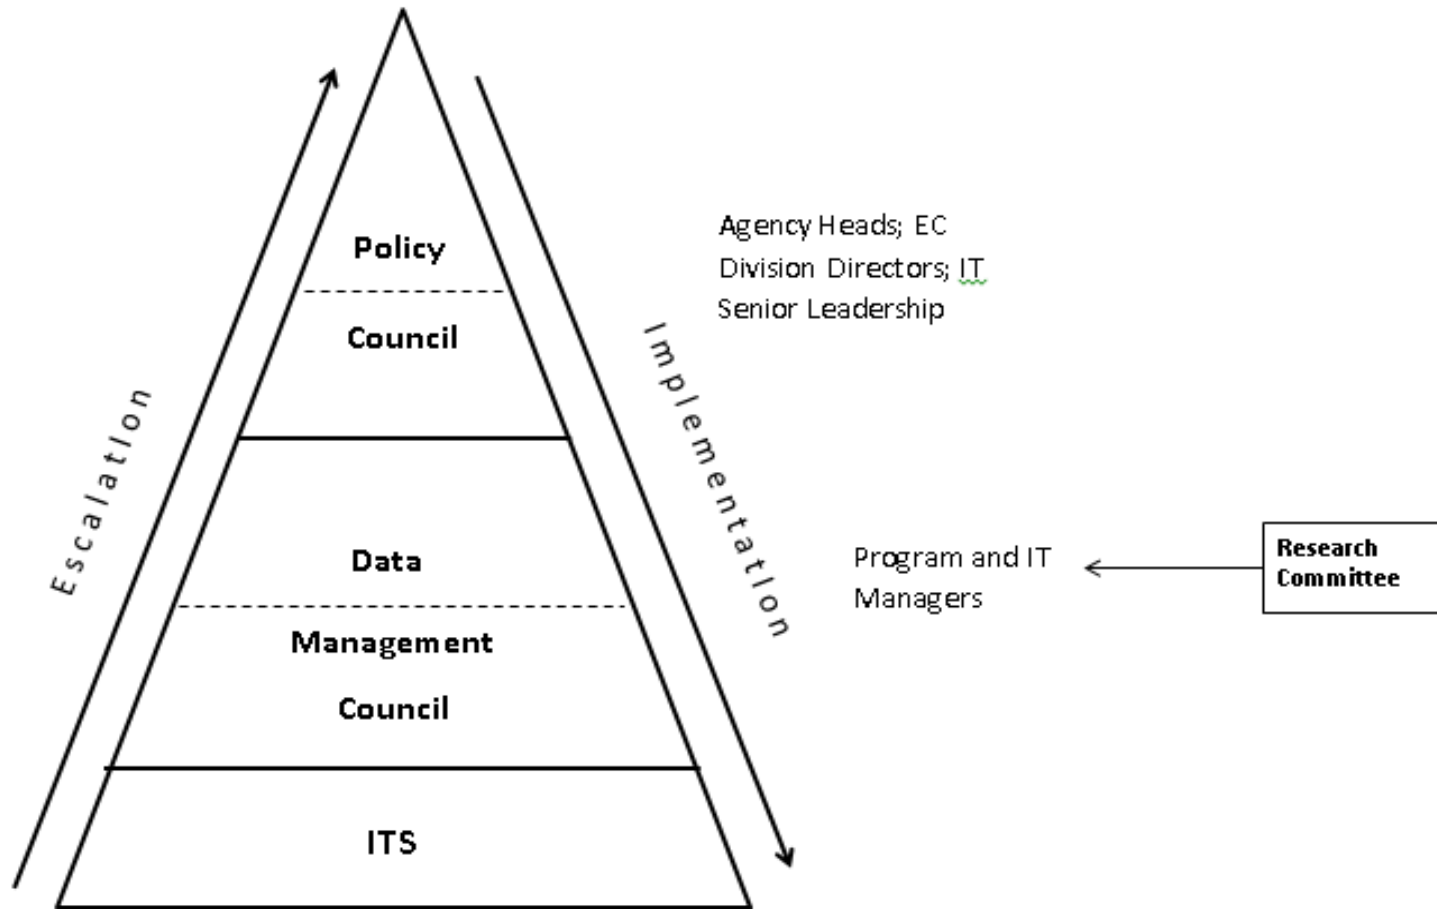 Policy
Council
Data
Management
Council
ITS
Escalation
Implementation
Agency Heads; EC
Division Directors; IT
Senior Leadership
Program and IT
Managers
Research
Committee